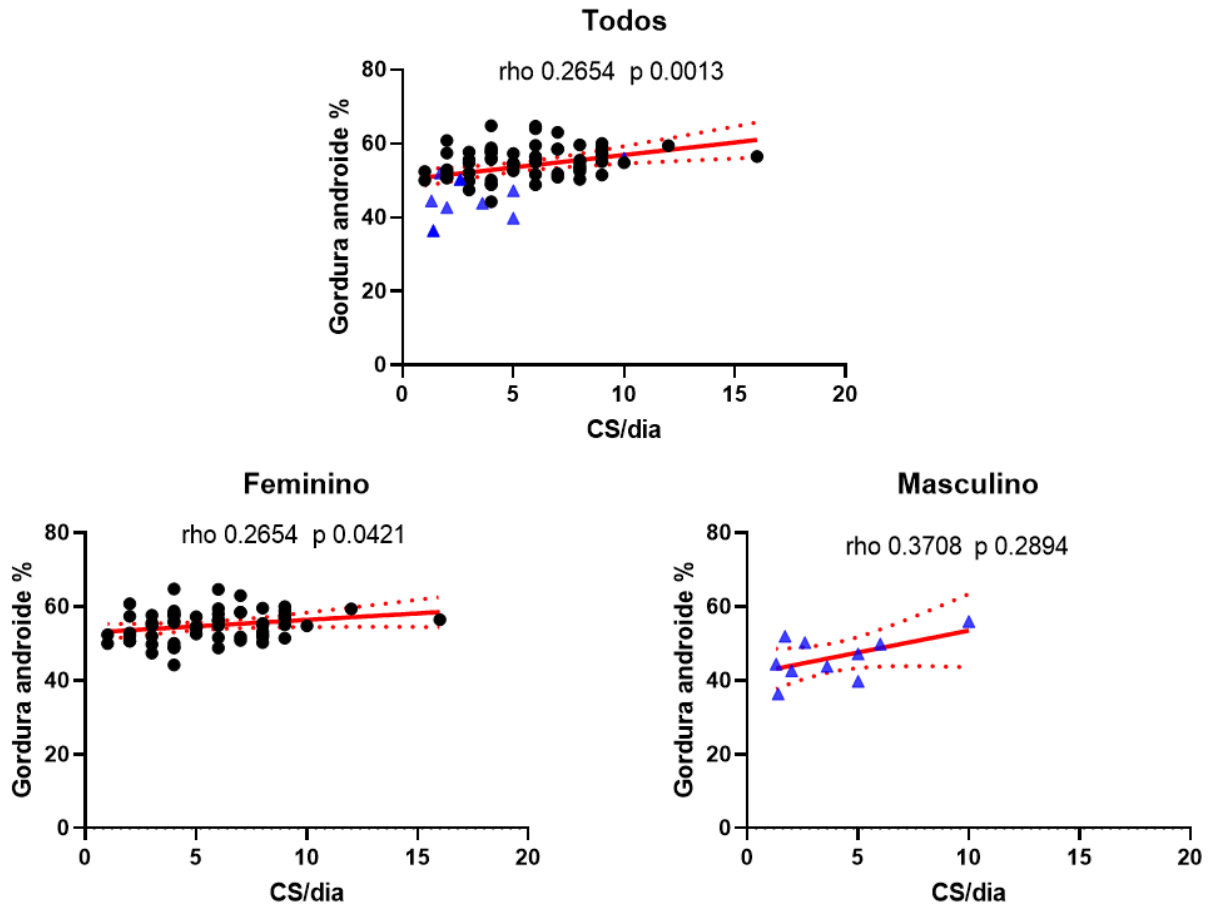 Todos
rho 0.2654 p 0.0013
Gordura androide %
80
60
40
20
0
0 5 10 15 20
CS/dia
Feminino
rho 0.2654 p 0.0421
Gordura androide %
80
60
40
20
0
0 5 10 15 20
CS/dia
Masculino
rho 0.3708 p 0.2894
Gordura androide %
80
60
40
20
0
0 5 10 15 20
CS/dia